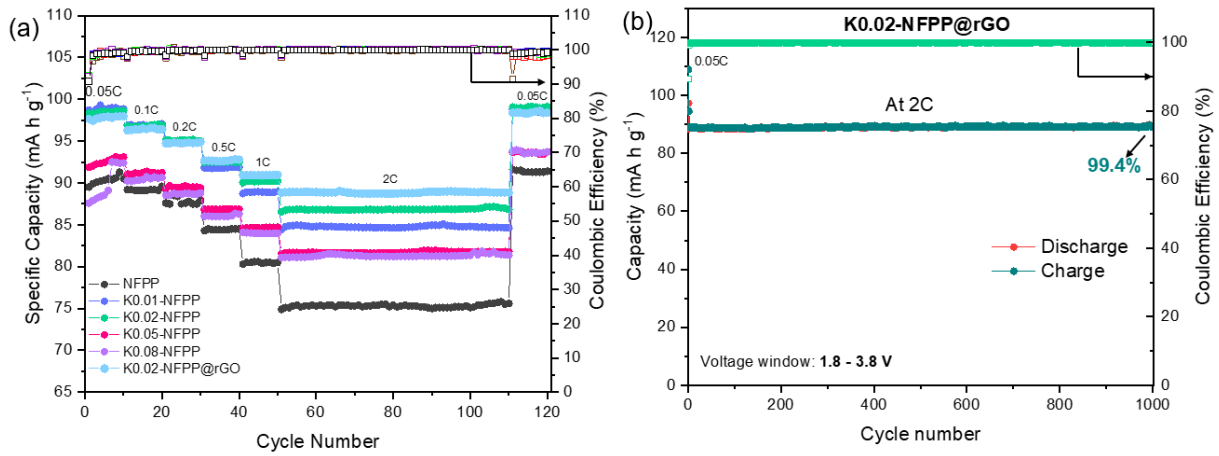 (a)
110
105
100
95
90
85
80
75
70
65
Specific Capacity (mA h g⁻¹)
0
20
40
60
80
100
120
Cycle Number
110
100
90
80
70
60
50
40
30
20
10
0
Coulombic Efficiency (%)
0.05C
0.1C
0.2C
0.5C
1C
2C
0.05C
NFPP
K0.01-NFPP
K0.02-NFPP
K0.05-NFPP
K0.08-NFPP
K0.02-NFPP@rGO
(b)
K0.02-NFPP@rGO
120
100
80
60
40
20
0
Capacity (mA h g⁻¹)
0
200
400
600
800
1000
Cycle number
100
80
60
40
20
0
Coulombic Efficiency (%)
0.05C
At 2C
99.4%
Discharge
Charge
Voltage window: 1.8 - 3.8 V